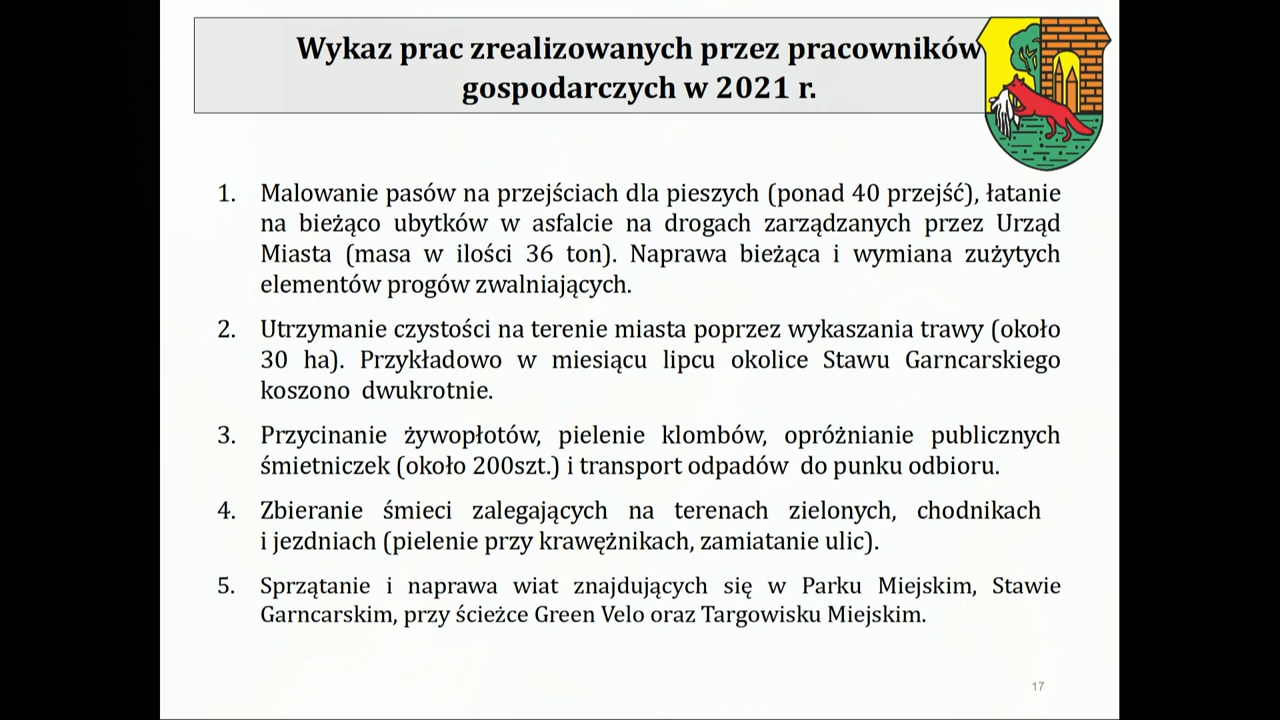 Wykaz prac zrealizowanych przez pracowników
gospodarczych w 2021 r.
1. Malowanie pasów na przejściach dla pieszych (ponad 40 przejść), łatanie
na bieżąco ubytków w asfalcie na drogach zarządzanych przez Urząd
Miasta (masa w ilości 36 ton). Naprawa bieżąca i wymiana zużytych
elementów progów zwalniających.
2. Utrzymanie czystości na terenie miasta poprzez wykaszania trawy (około
30 ha). Przykładowo w miesiącu lipcu okolice Stawu Garncarskiego
koszono dwukrotnie.
3. Przycinanie żywopłotów, pielenie klombów, opróżnianie publicznych
śmietniczek (około 200szt.) i transport odpadów do punku odbioru.
4. Zbieranie śmieci zalegających na terenach zielonych, chodnikach
i jezdniach (pielenie przy krawężnikach, zamiatanie ulic).
5. Sprzątanie i naprawa wiat znajdujących się w Parku Miejskim, Stawie
Garncarskim, przy ścieżce Green Velo oraz Targowisku Miejskim.
17